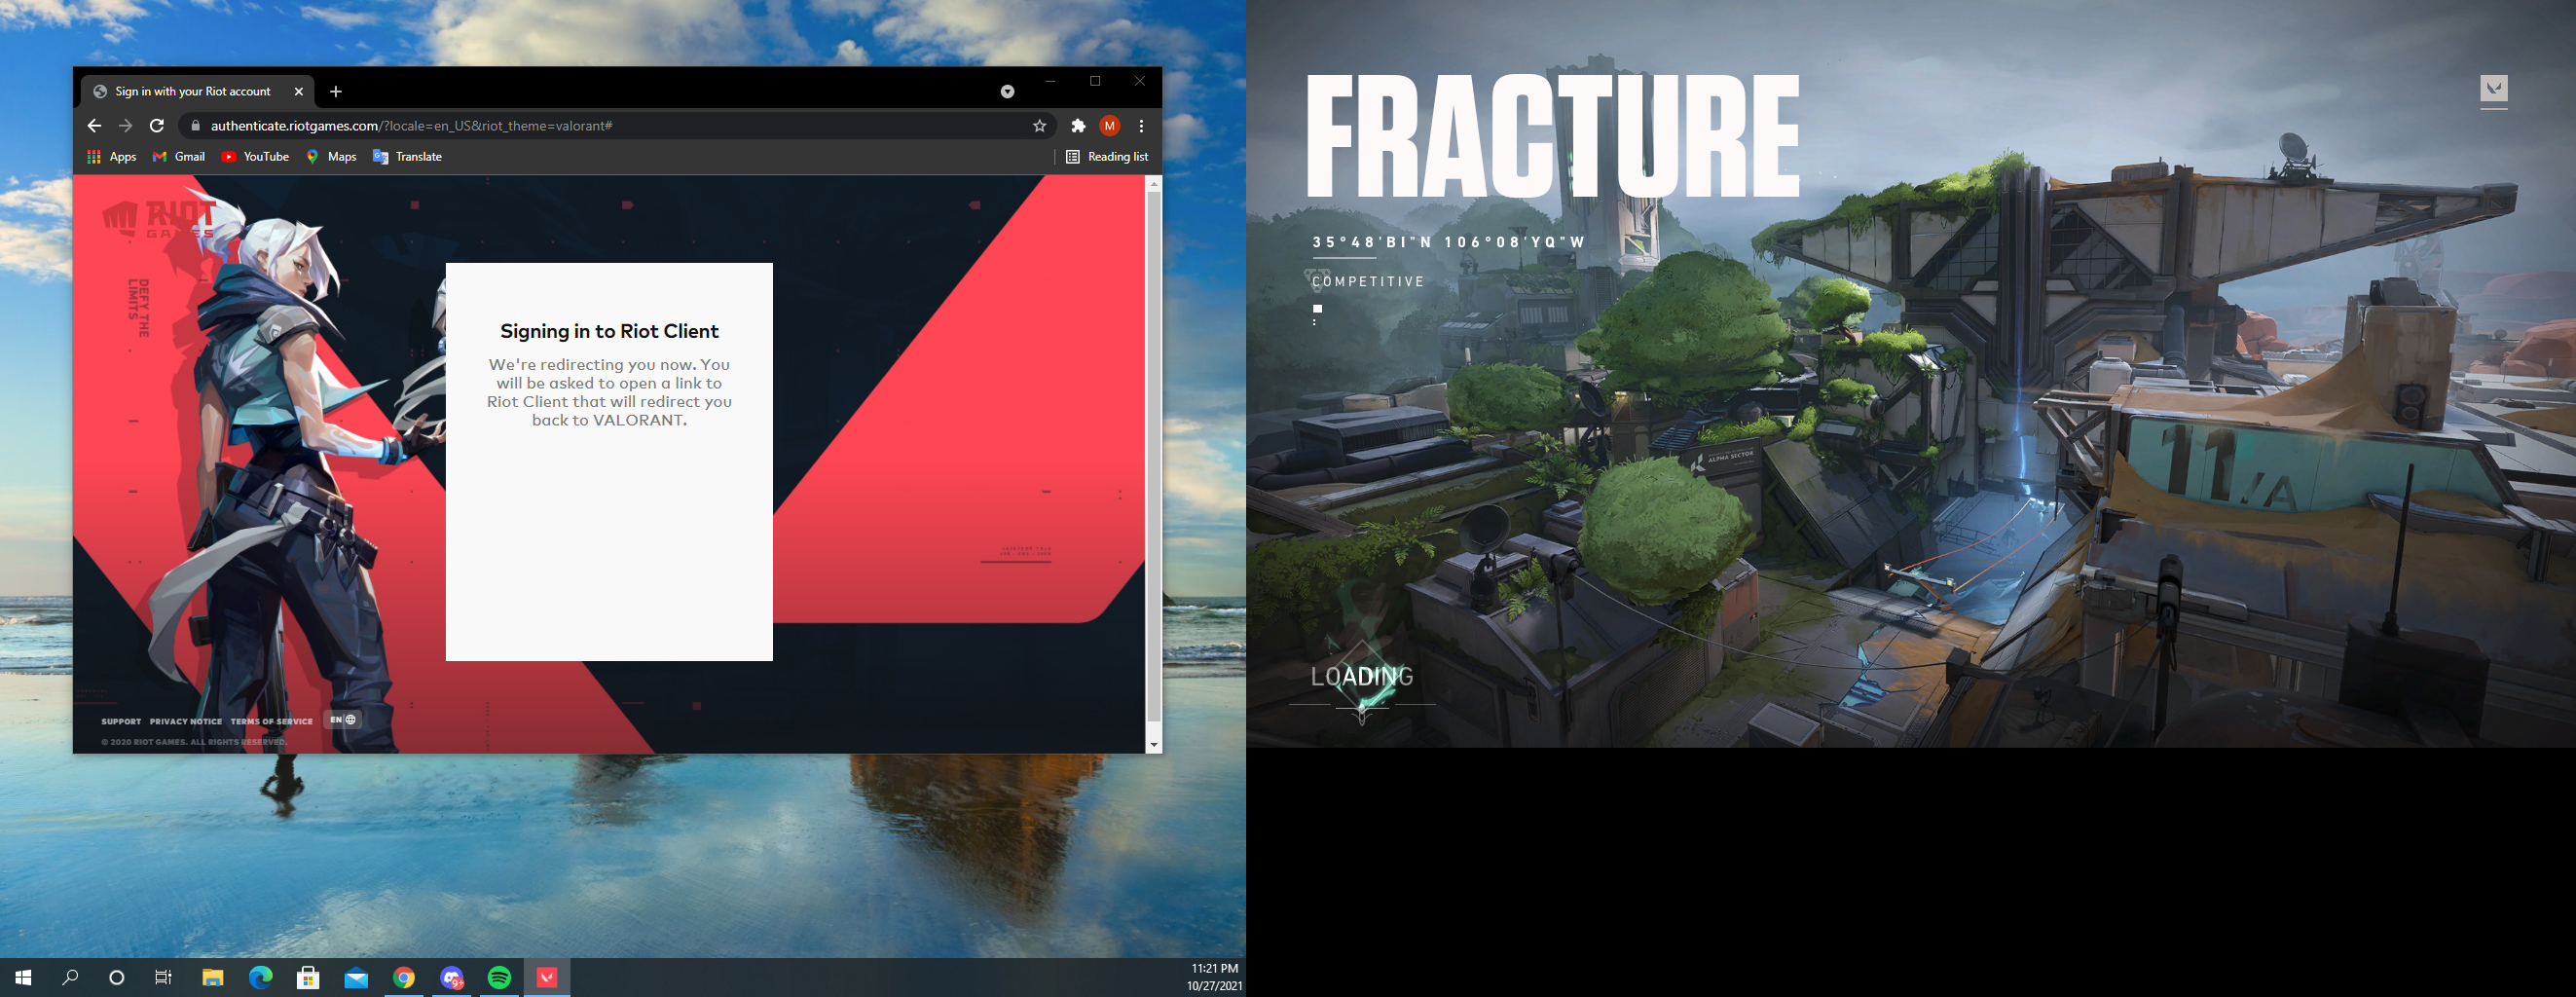 Sign in with your Riot account
authenticate.riotgames.com/?locale=en_US&riot_theme=valorant#
M
Apps
Gmail
YouTube
Maps
Translate
Reading list
RIOT
GAMES
DEFY THE
LIMITS
Signing in to Riot Client
We're redirecting you now. You
will be asked to open a link to
Riot Client that will redirect you
back to VALORANT.
SUPPORT PRIVACY NOTICE TERMS OF SERVICE EN
© 2020 RIOT GAMES. ALL RIGHTS RESERVED.
9+
11:21 PM
10/27/2021
FRACTURE
35°48'BI"N 106°08'YQ"W
COMPETITIVE
ALPHA SECTOR
11/A
LOADING